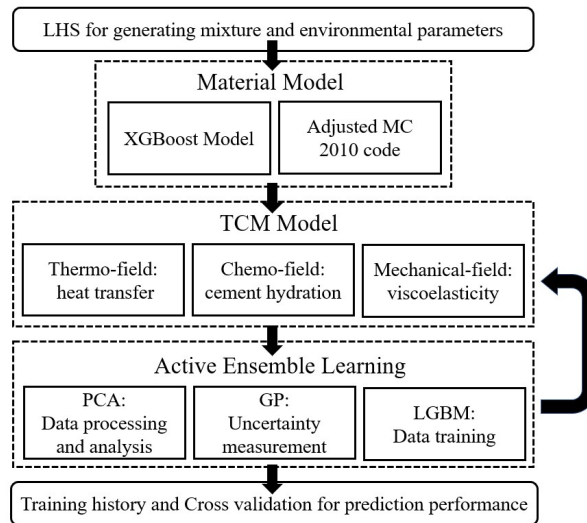 LHS for generating mixture and environmental parameters
Material Model
XGBoost Model
Adjusted MC
2010 code
TCM Model
Thermo-field:
heat transfer
Chemo-field:
cement hydration
Mechanical-field:
viscoelasticity
Active Ensemble Learning
PCA:
Data processing
and analysis
GP:
Uncertainty
measurement
LGBM:
Data training
Training history and Cross validation for prediction performance